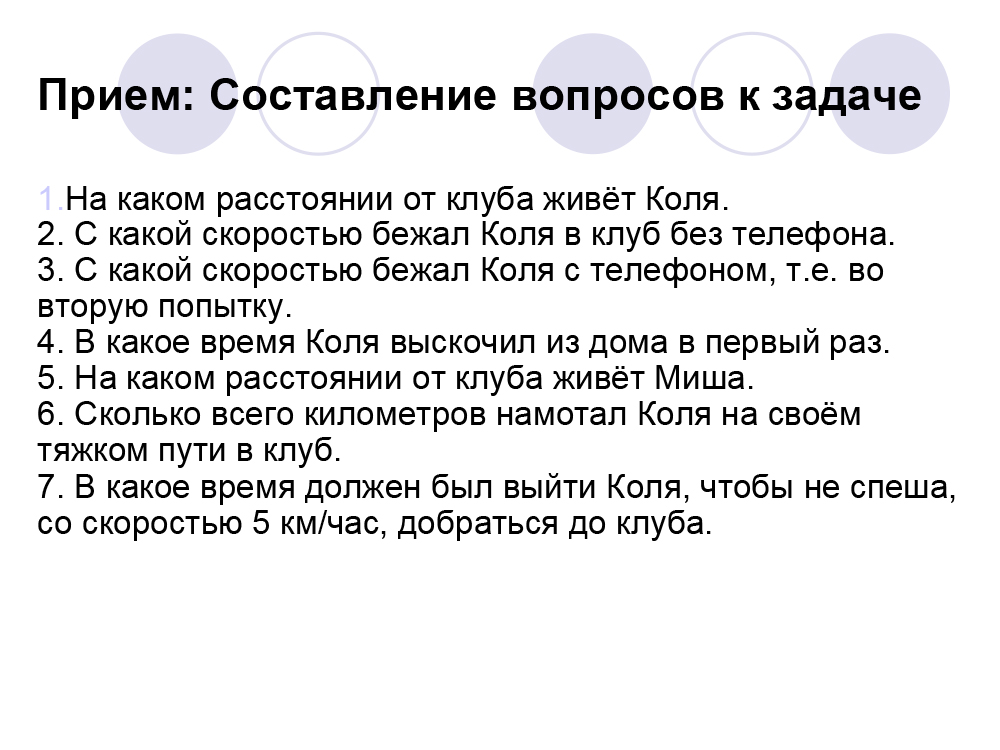 Прием: Составление вопросов к задаче
1.На каком расстоянии от клуба живёт Коля.
2. С какой скоростью бежал Коля в клуб без телефона.
3. С какой скоростью бежал Коля с телефоном, т.е. во
вторую попытку.
4. В какое время Коля выскочил из дома в первый раз.
5. На каком расстоянии от клуба живёт Миша.
6. Сколько всего километров намотал Коля на своём
тяжком пути в клуб.
7. В какое время должен был выйти Коля, чтобы не спеша,
со скоростью 5 км/час, добраться до клуба.